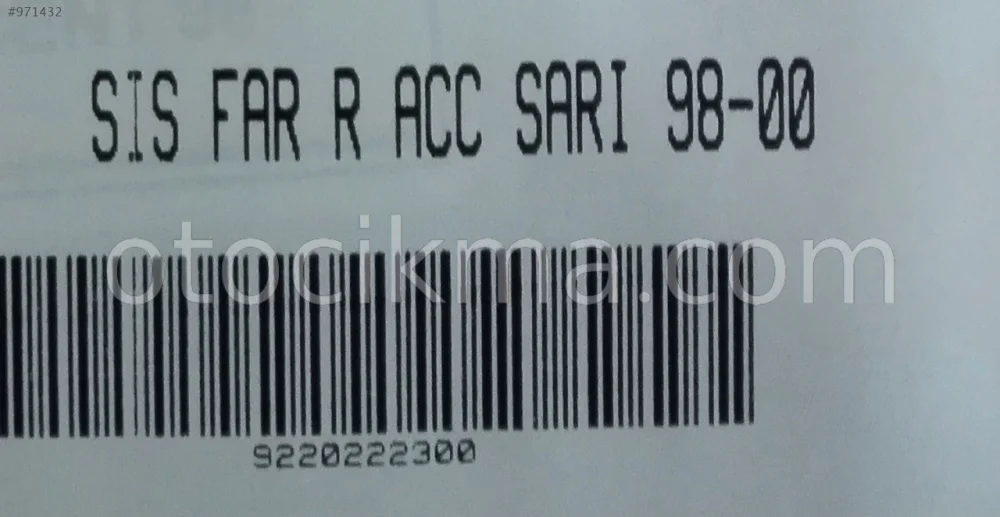 #971432
SIS FAR R ACC SARI 98-00
otocikma.com
9220222300